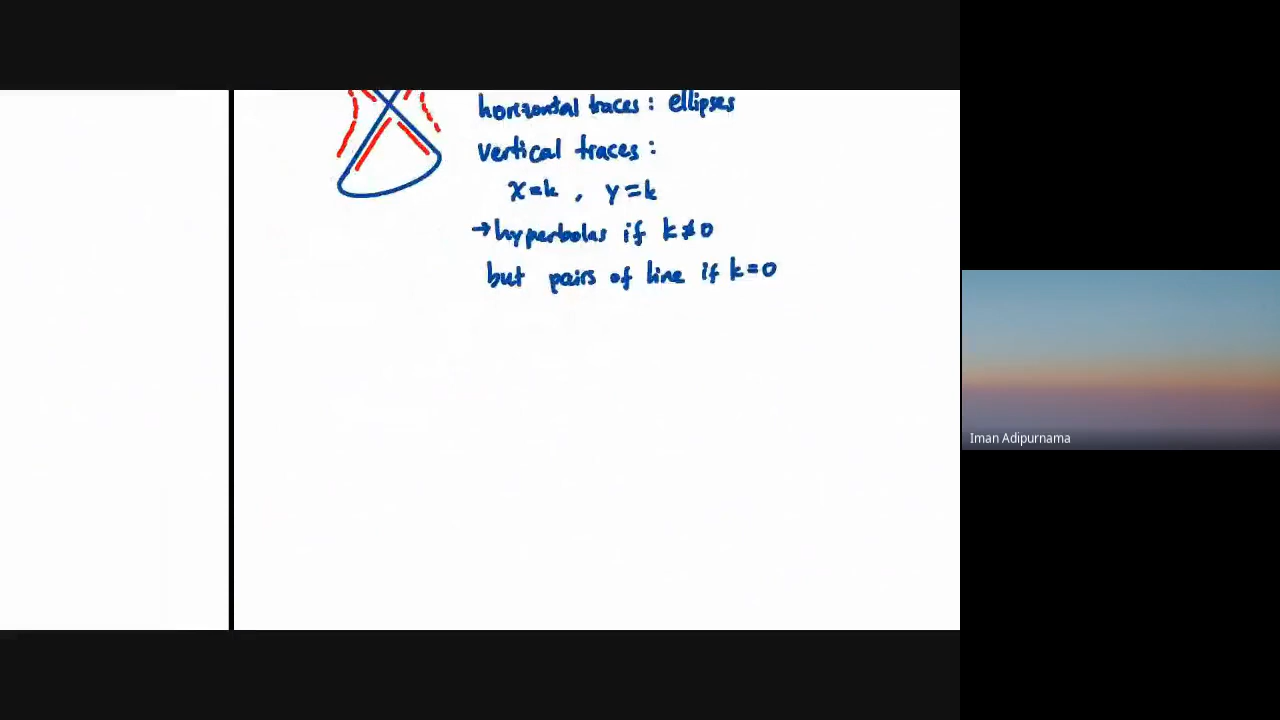 horizontal traces : ellipses
vertical traces :
x=k , y=k
→hyperbolas if k≠0
but pairs of line if k=0
Iman Adipurnama